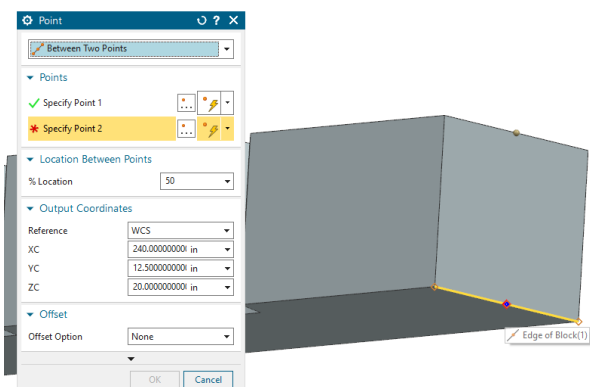 Point
Between Two Points
Points
Specify Point 1
Specify Point 2
Location Between Points
% Location 50
Output Coordinates
Reference WCS
XC 240.000000000 in
YC 12.500000000 in
ZC 20.000000000 in
Offset
Offset Option None
OK Cancel
Edge of Block(1)